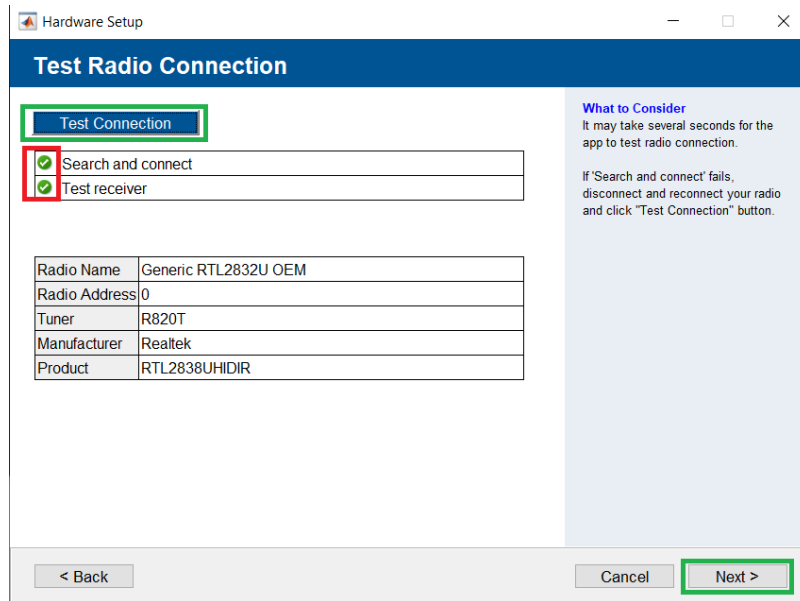 Hardware Setup
Test Radio Connection
Test Connection
Search and connect
Test receiver
Radio Name Generic RTL2832U OEM
Radio Address 0
Tuner R820T
Manufacturer Realtek
Product RTL2838UHIDIR
What to Consider
It may take several seconds for the
app to test radio connection.
If 'Search and connect' fails,
disconnect and reconnect your radio
and click "Test Connection" button.
< Back
Cancel
Next >